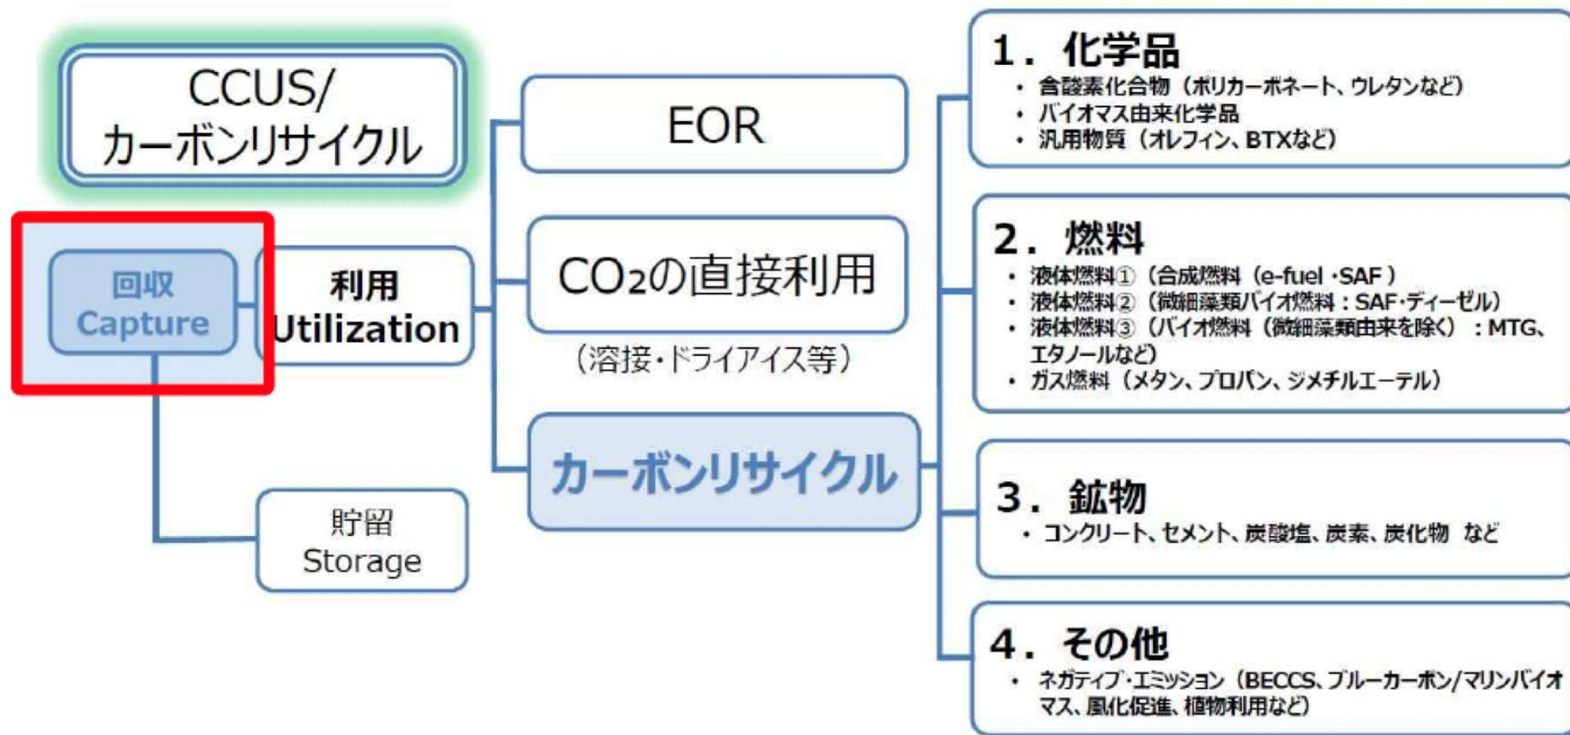 CCUS/
カーボンリサイクル
回収
Capture
利用
Utilization
貯留
Storage
EOR
CO₂の直接利用
（溶接・ドライアイス等）
カーボンリサイクル
1. 化学品
・ 含酸素化合物（ポリカーボネート、ウレタンなど）
・ バイオマス由来化学品
・ 汎用物質（オレフィン、BTXなど）
2. 燃料
・ 液体燃料①（合成燃料（e-fuel・SAF）
・ 液体燃料②（微細藻類バイオ燃料：SAF・ディーゼル）
・ 液体燃料③（バイオ燃料（微細藻類由来を除く）：MTG、
エタノールなど）
・ ガス燃料（メタン、プロパン、ジメチルエーテル）
3. 鉱物
・ コンクリート、セメント、炭酸塩、炭素、炭化物 など
4. その他
・ ネガティブ・エミッション（BECCS、ブルーカーボン/マリンバイオ
マス、風化促進、植物利用など）